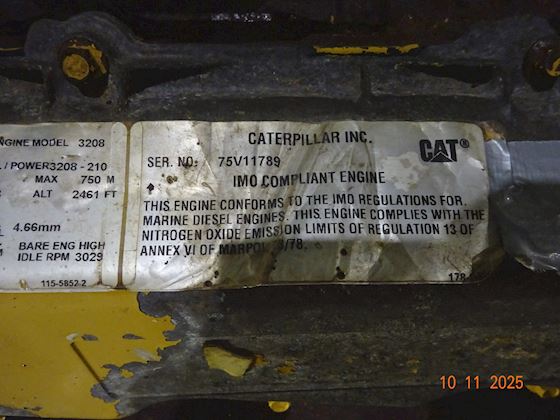 ENGINE MODEL 3208
/ POWER3208 - 210
MAX 750 M
ALT 2461 FT
4.66mm
BARE ENG HIGH
IDLE RPM 3029
115-5852-2
CATERPILLAR INC.
CAT®
SER. NO. 75V11789
IMO COMPLIANT ENGINE
THIS ENGINE CONFORMS TO THE IMO REGULATIONS FOR
MARINE DIESEL ENGINES. THIS ENGINE COMPLIES WITH THE
NITROGEN OXIDE EMISSION LIMITS OF REGULATION 13 OF
ANNEX VI OF MARPOL /78.
178
10 11 2025